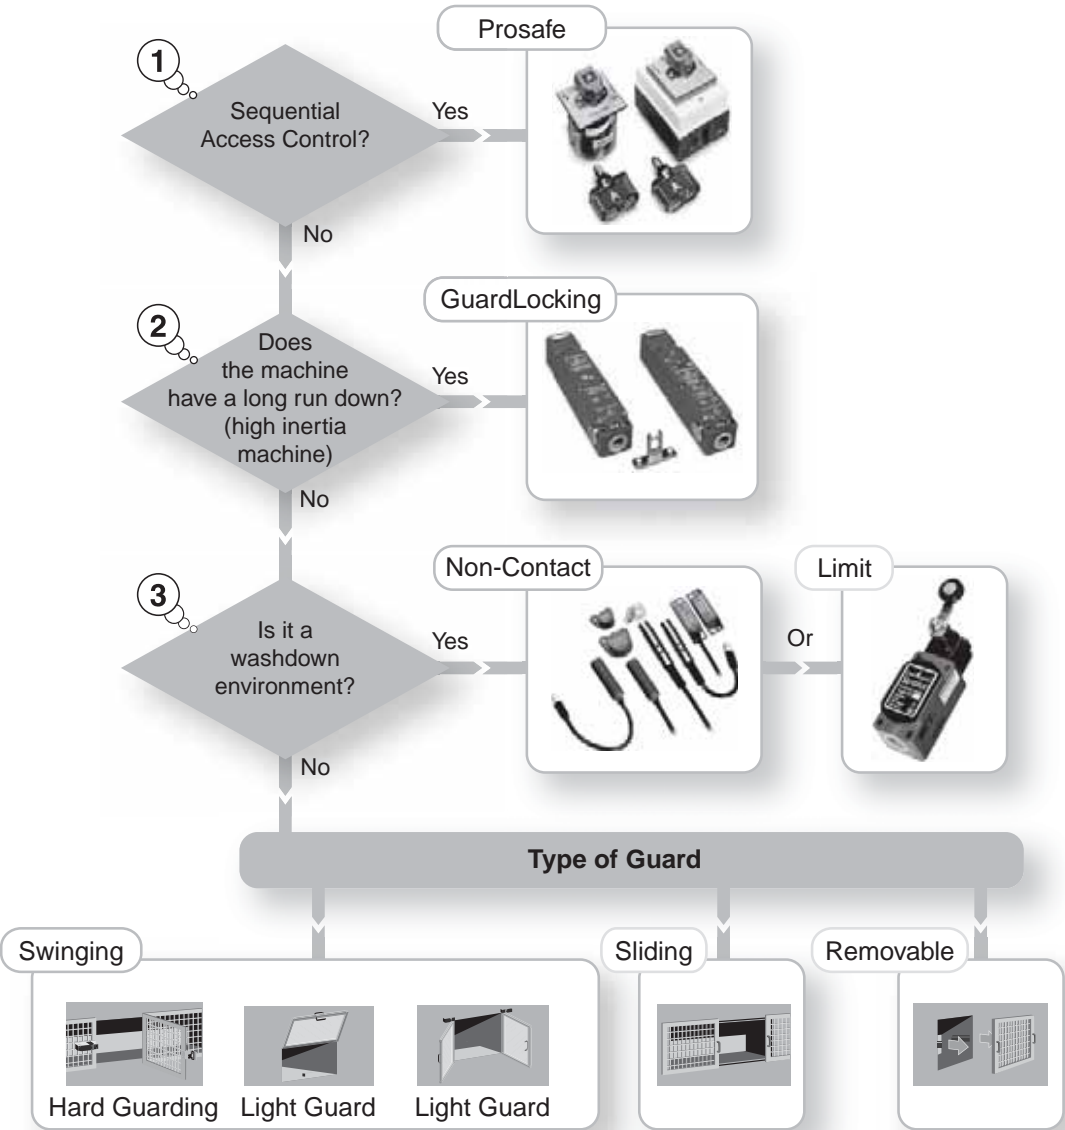 Prosafe
1
Sequential
Access Control?
Yes
No
GuardLocking
2
Does
the machine
have a long run down?
(high inertia
machine)
Yes
No
Non-Contact
Limit
3
Is it a
washdown
environment?
Yes
Or
No
Type of Guard
Swinging
Sliding
Removable
Hard Guarding
Light Guard
Light Guard